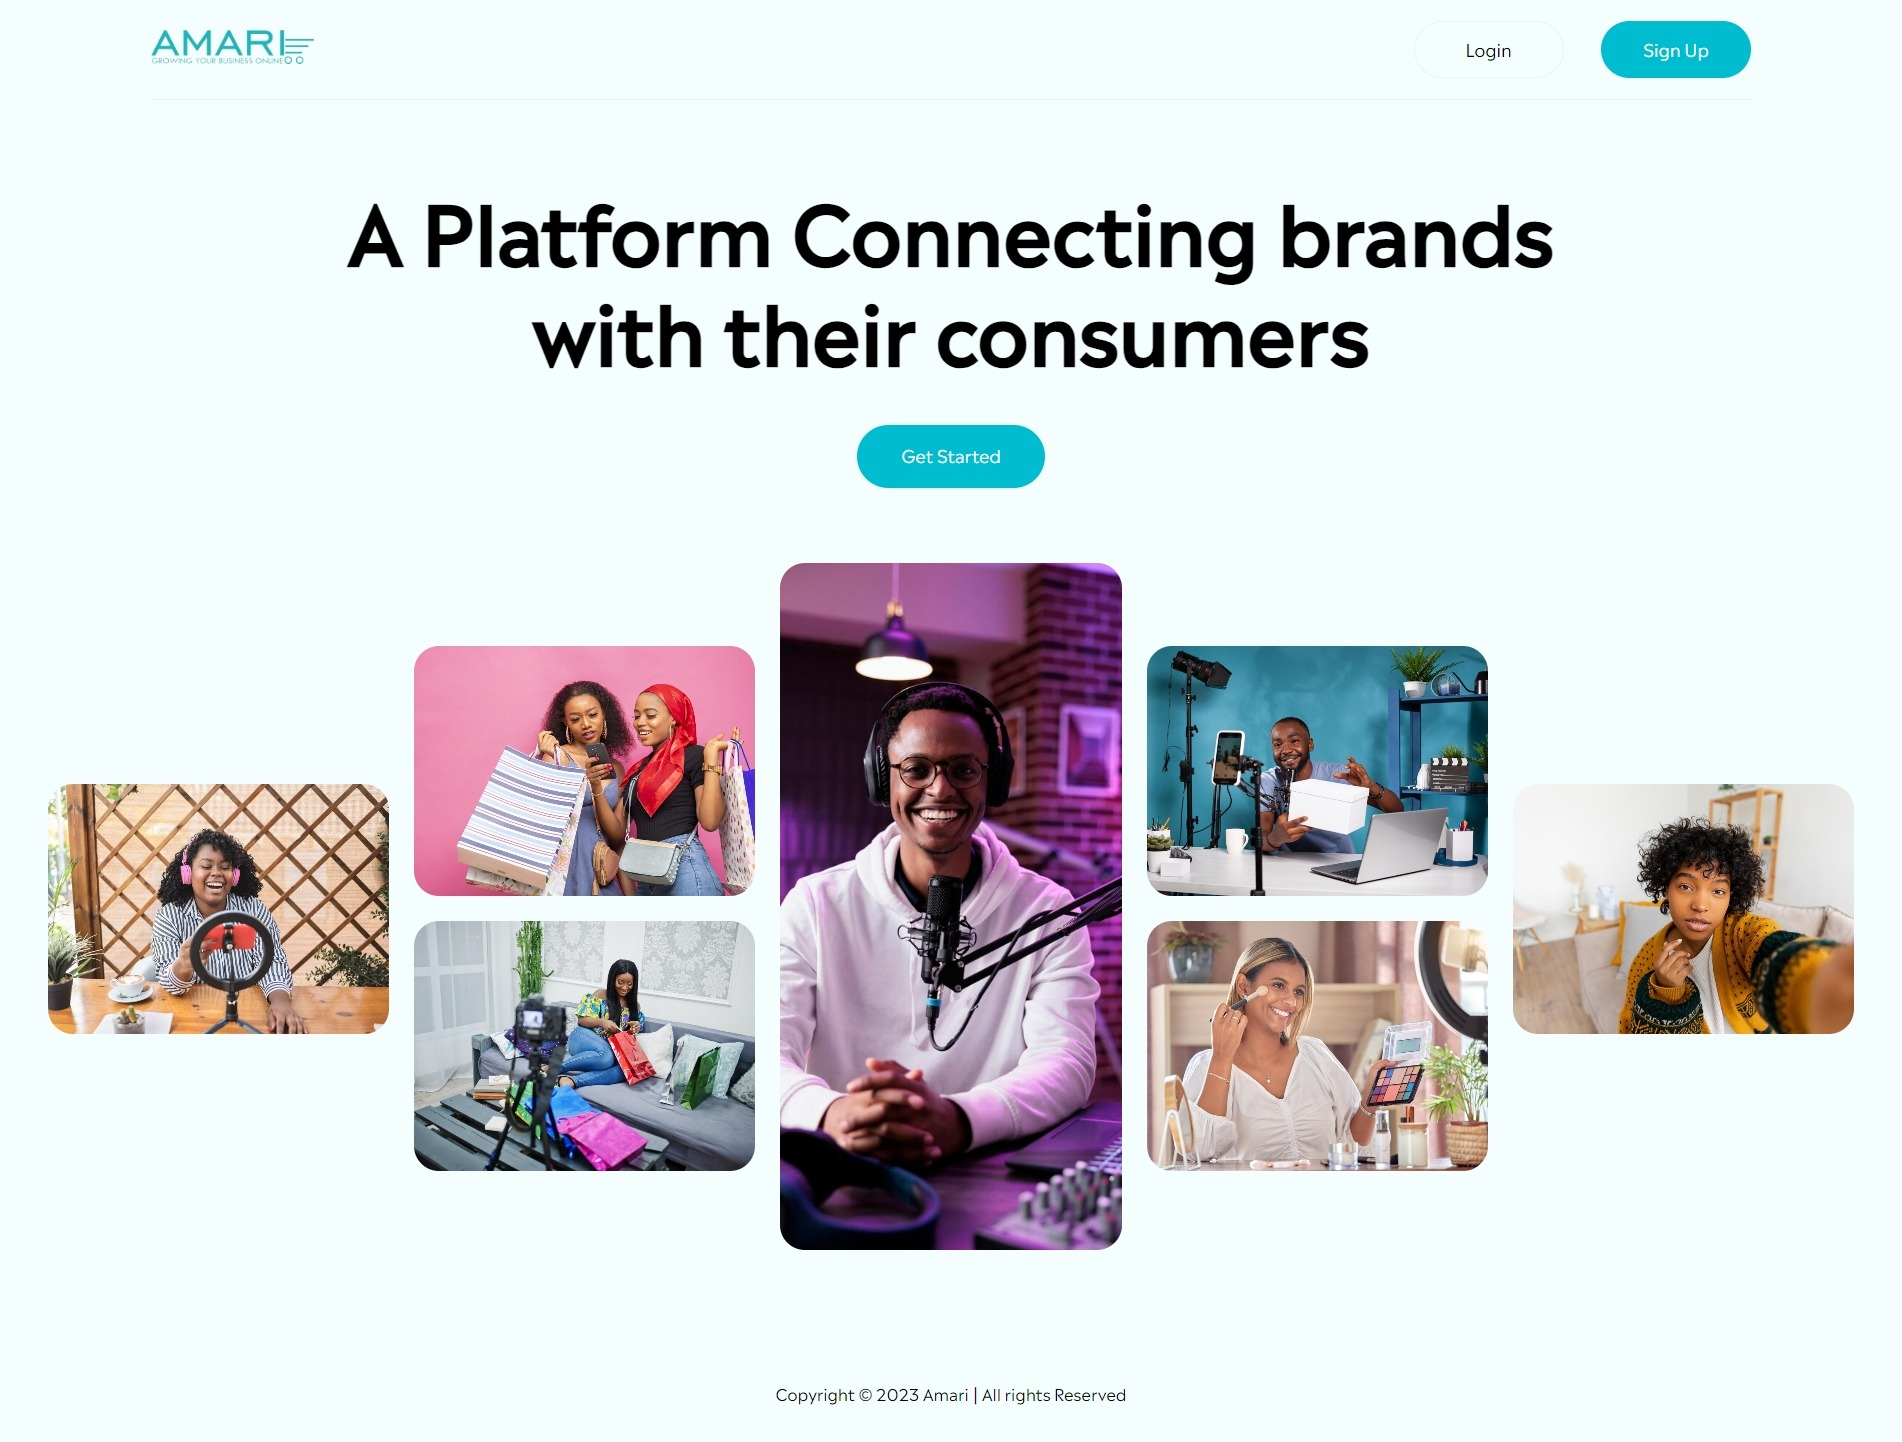 AMARI
GROWING YOUR BUSINESS ONLINE
Login
Sign Up
A Platform Connecting brands
with their consumers
Get Started
Copyright © 2023 Amari | All rights Reserved